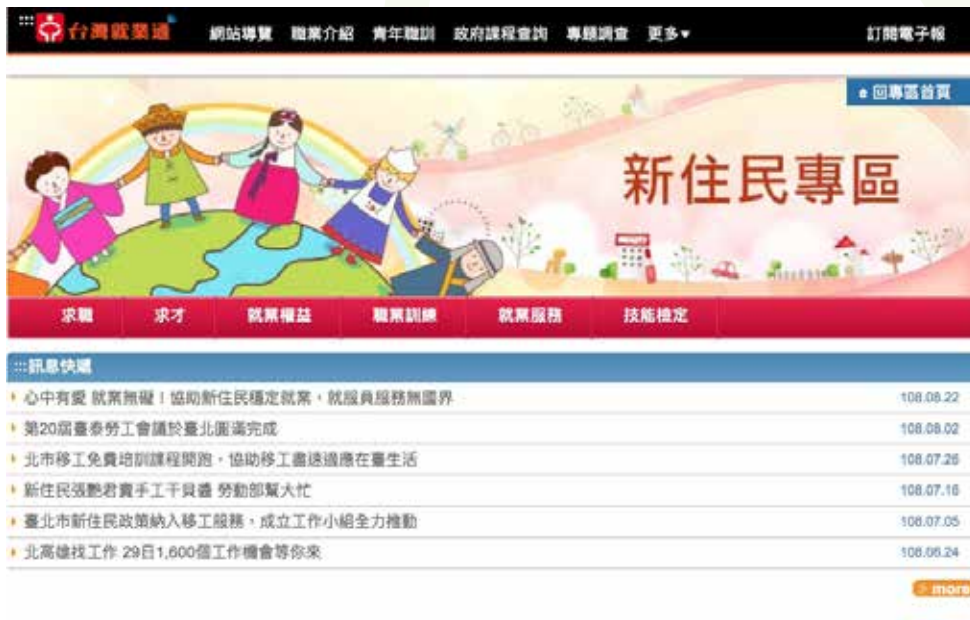 台灣就業通 網站導覽 職業介紹 青年職訓 政府課程查詢 專題調查 更多▾ 訂閱電子報
回專區首頁
新住民專區
求職 求才 就業權益 職業訓練 就業服務 技能檢定
:::訊息快遞
心中有愛 就業無礙!協助新住民穩定就業,就服員服務無國界 108.08.22
第20屆臺泰勞工會議於臺北圓滿完成 108.08.02
北市移工免費培訓課程開跑,協助移工盡速適應在臺生活 108.07.26
新住民張艷君賣手工干貝醬 勞動部幫大忙 108.07.16
臺北市新住民政策納入移工服務,成立工作小組全力推動 108.07.05
北高雄找工作 29日1,600個工作機會等你來 108.06.24
more